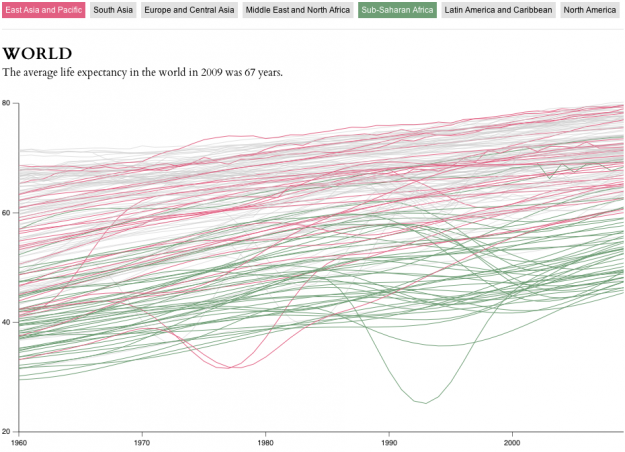 East Asia and Pacific South Asia Europe and Central Asia Middle East and North Africa Sub-Saharan Africa Latin America and Caribbean North America
WORLD
The average life expectancy in the world in 2009 was 67 years.
80
60
40
20
1960 1970 1980 1990 2000